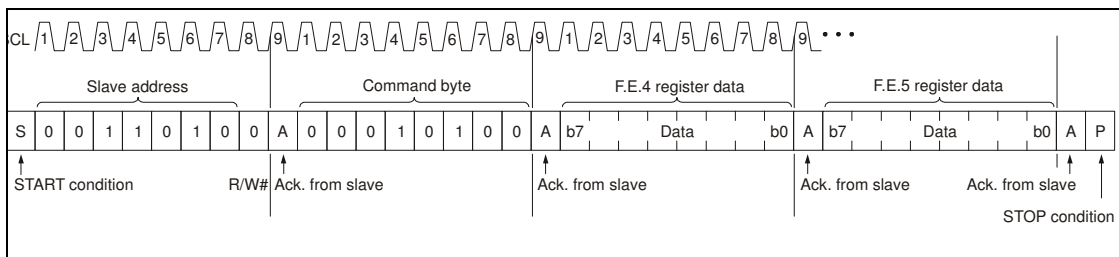 SCL 1 2 3 4 5 6 7 8 9 1 2 3 4 5 6 7 8 9 1 2 3 4 5 6 7 8 9 • • •
Slave address Command byte F.E.4 register data F.E.5 register data
S 0 0 1 1 0 1 0 0 A 0 0 0 1 0 1 0 0 A b7 Data b0 A b7 Data b0 A P
START condition R/W# Ack. from slave Ack. from slave Ack. from slave Ack. from slave
STOP condition